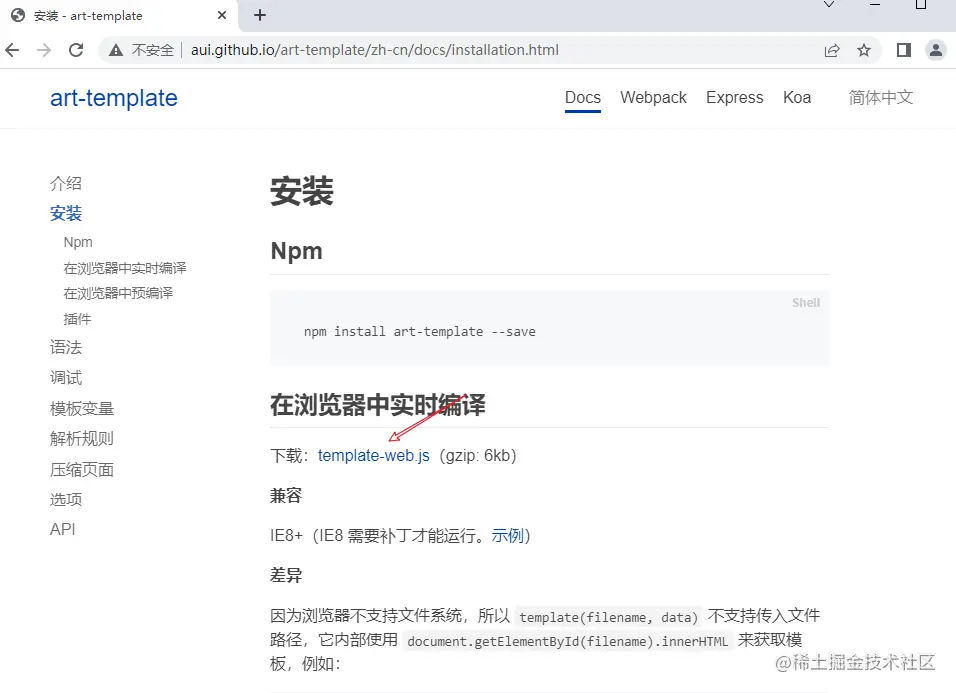 安装 - art-template
不安全 aui.github.io/art-template/zh-cn/docs/installation.html
art-template
Docs Webpack Express Koa 简体中文
介绍
安装
Npm
在浏览器中实时编译
在浏览器中预编译
插件
语法
调试
模板变量
解析规则
压缩页面
选项
API
安装
Npm
Shell
npm install art-template --save
在浏览器中实时编译
下载：template-web.js（gzip: 6kb）
兼容
IE8+（IE8 需要补丁才能运行。示例）
差异
因为浏览器不支持文件系统，所以 template(filename, data) 不支持传入文件
路径，它内部使用 document.getElementById(filename).innerHTML 来获取模
板，例如：
@稀土掘金技术社区